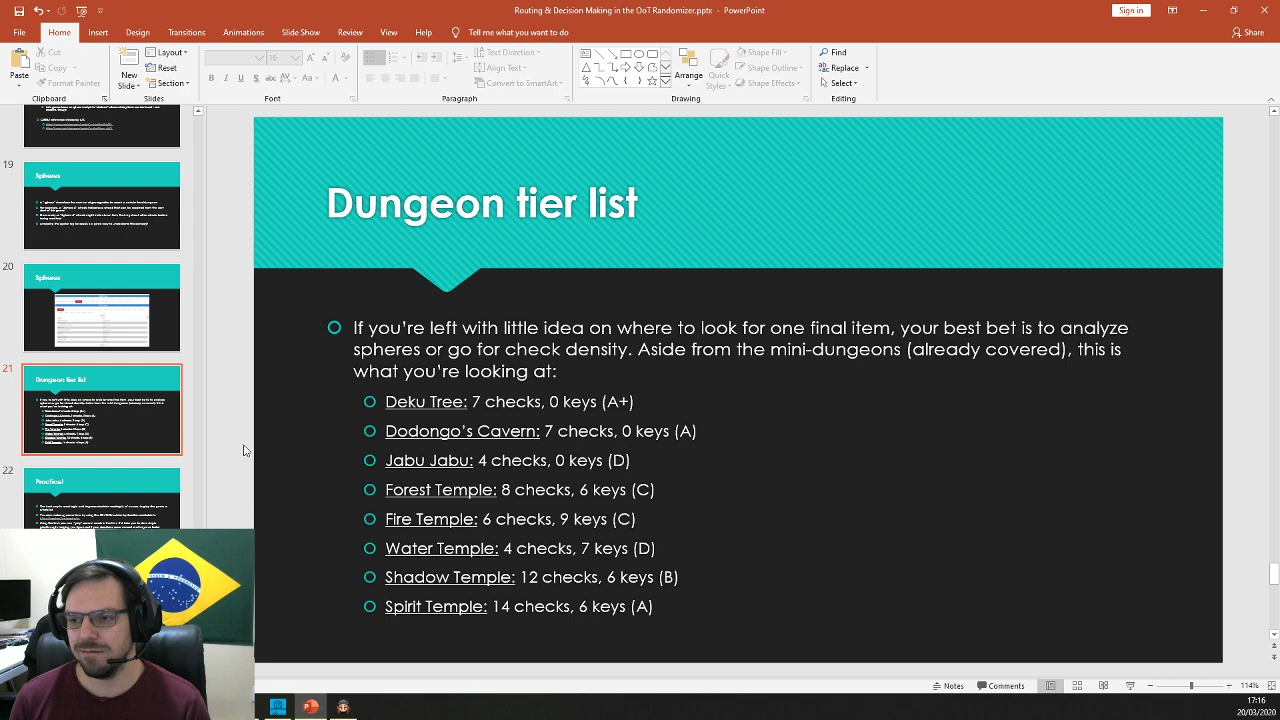 Routing & Decision Making in the OoT Randomizer.pptx - PowerPoint
Sign in
File Home Insert Design Transitions Animations Slide Show Review View Help Tell me what you want to do
Share
Paste
Cut
Copy
Format Painter
Clipboard
New
Slide
Layout
Reset
Section
Slides
16
Font
Text Direction
Align Text
Convert to SmartArt
Paragraph
Arrange
Quick
Styles
Shape Fill
Shape Outline
Shape Effects
Drawing
Find
Replace
Select
Editing
19
Spheres
20
Spheres
21
Dungeon tier list
22
Practice!
Dungeon tier list
If you're left with little idea on where to look for one final item, your best bet is to analyze
spheres or go for check density. Aside from the mini-dungeons (already covered), this is
what you're looking at:
Deku Tree: 7 checks, 0 keys (A+)
Dodongo's Cavern: 7 checks, 0 keys (A)
Jabu Jabu: 4 checks, 0 keys (D)
Forest Temple: 8 checks, 6 keys (C)
Fire Temple: 6 checks, 9 keys (C)
Water Temple: 4 checks, 7 keys (D)
Shadow Temple: 12 checks, 6 keys (B)
Spirit Temple: 14 checks, 6 keys (A)
Notes
Comments
114%
17:16
20/03/2020